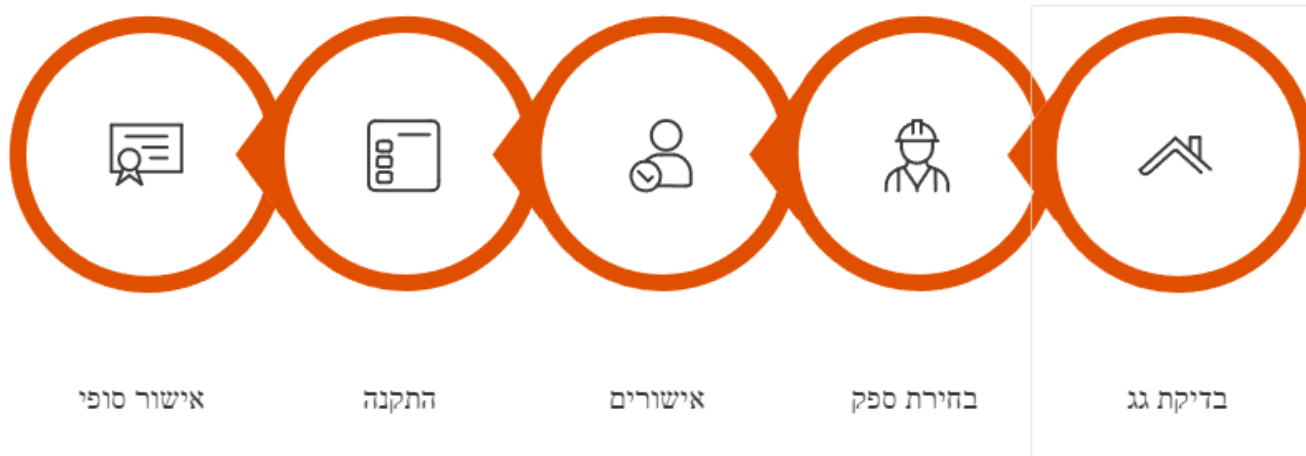 בדיקת גג
בחירת ספק
אישורים
התקנה
אישור סופי